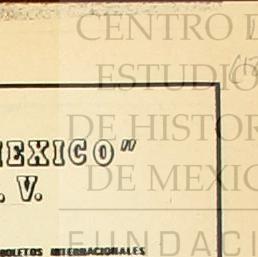 CENTRO D
ESTUDIO
DE HISTOR
MEXICO"
DE MEXIC
. V.
FUNDACI
BOLETOS INTERNACIONALES